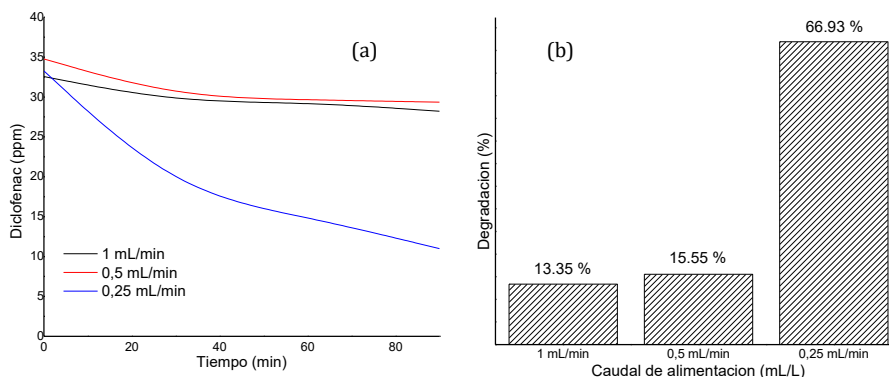 40
35
30
25
20
15
10
5
0
Diclofenac (ppm)
(a)
1 mL/min
0,5 mL/min
0,25 mL/min
0 20 40 60 80
Tiempo (min)
(b)
66.93 %
15.55 %
13.35 %
Degradacion (%)
1 mL/min 0,5 mL/min 0,25 mL/min
Caudal de alimentacion (mL/L)